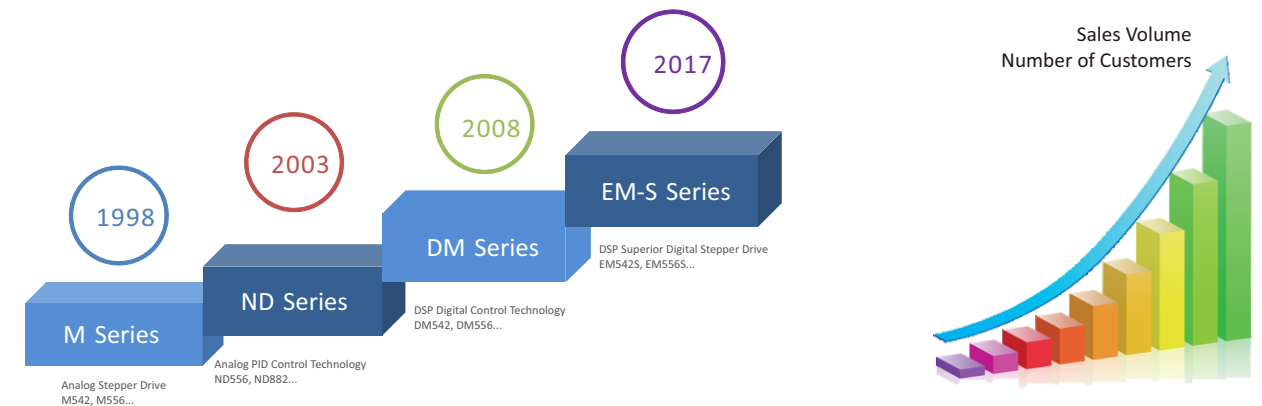 1998
M Series
Analog Stepper Drive
M542, M556...
2003
ND Series
Analog PID Control Technology
ND556, ND882...
2008
DM Series
DSP Digital Control Technology
DM542, DM556...
2017
EM-S Series
DSP Superior Digital Stepper Drive
EM542S, EM556S...
Sales Volume
Number of Customers